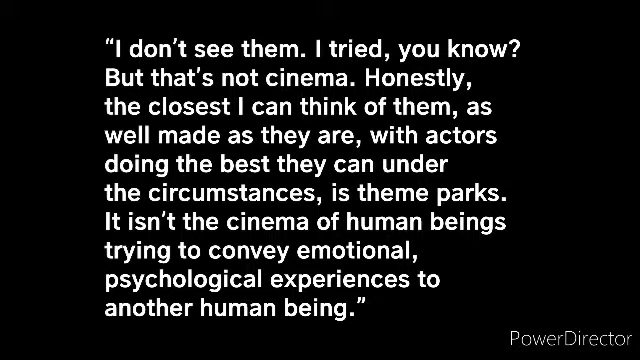 “I don’t see them. I tried, you know?
But that’s not cinema. Honestly,
the closest I can think of them, as
well made as they are, with actors
doing the best they can under
the circumstances, is theme parks.
It isn’t the cinema of human beings
trying to convey emotional,
psychological experiences to
another human being.”
PowerDirector